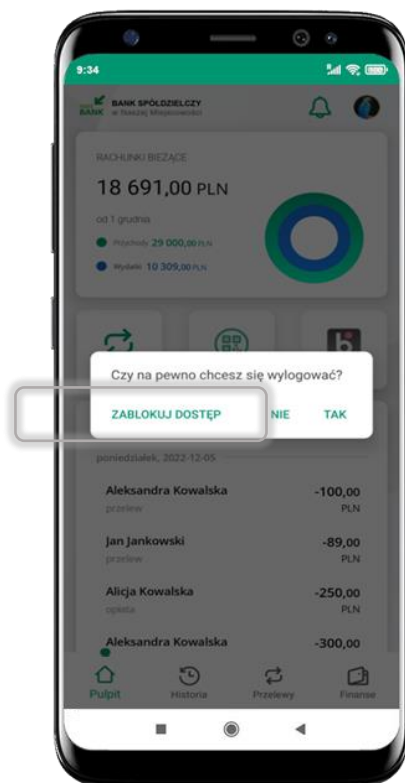 9:34
BANK SPÓŁDZIELCZY
BANK w Naszej Miejscowości
RACHUNKI BIEŻĄCE
18 691,00 PLN
od 1 grudnia
Przychody 29 000,00 PLN
Wydatki 10 309,00 PLN
Czy na pewno chcesz się wylogować?
ZABLOKUJ DOSTĘP NIE TAK
poniedziałek, 2022-12-05
Aleksandra Kowalska -100,00
przelew PLN
Jan Jankowski -89,00
przelew PLN
Alicja Kowalska -250,00
opłata PLN
Aleksandra Kowalska -300,00
Pulpit Historia Przelewy Finanse